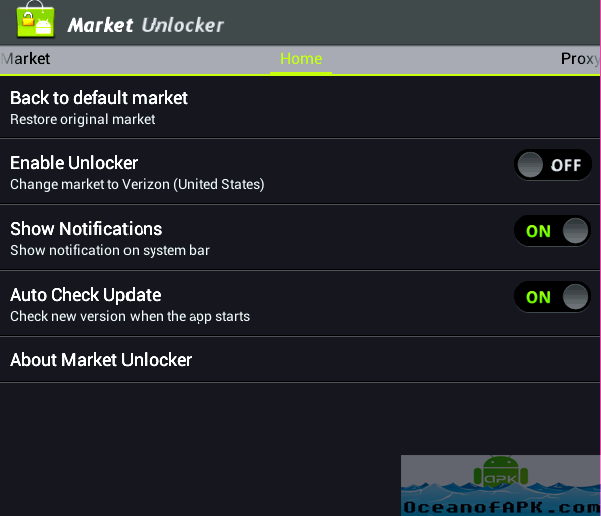 Market Unlocker
Market Home Proxy
Back to default market
Restore original market
Enable Unlocker
OFF
Change market to Verizon (United States)
Show Notifications
ON
Show notification on system bar
Auto Check Update
ON
Check new version when the app starts
About Market Unlocker
APK
OceanofAPK.com